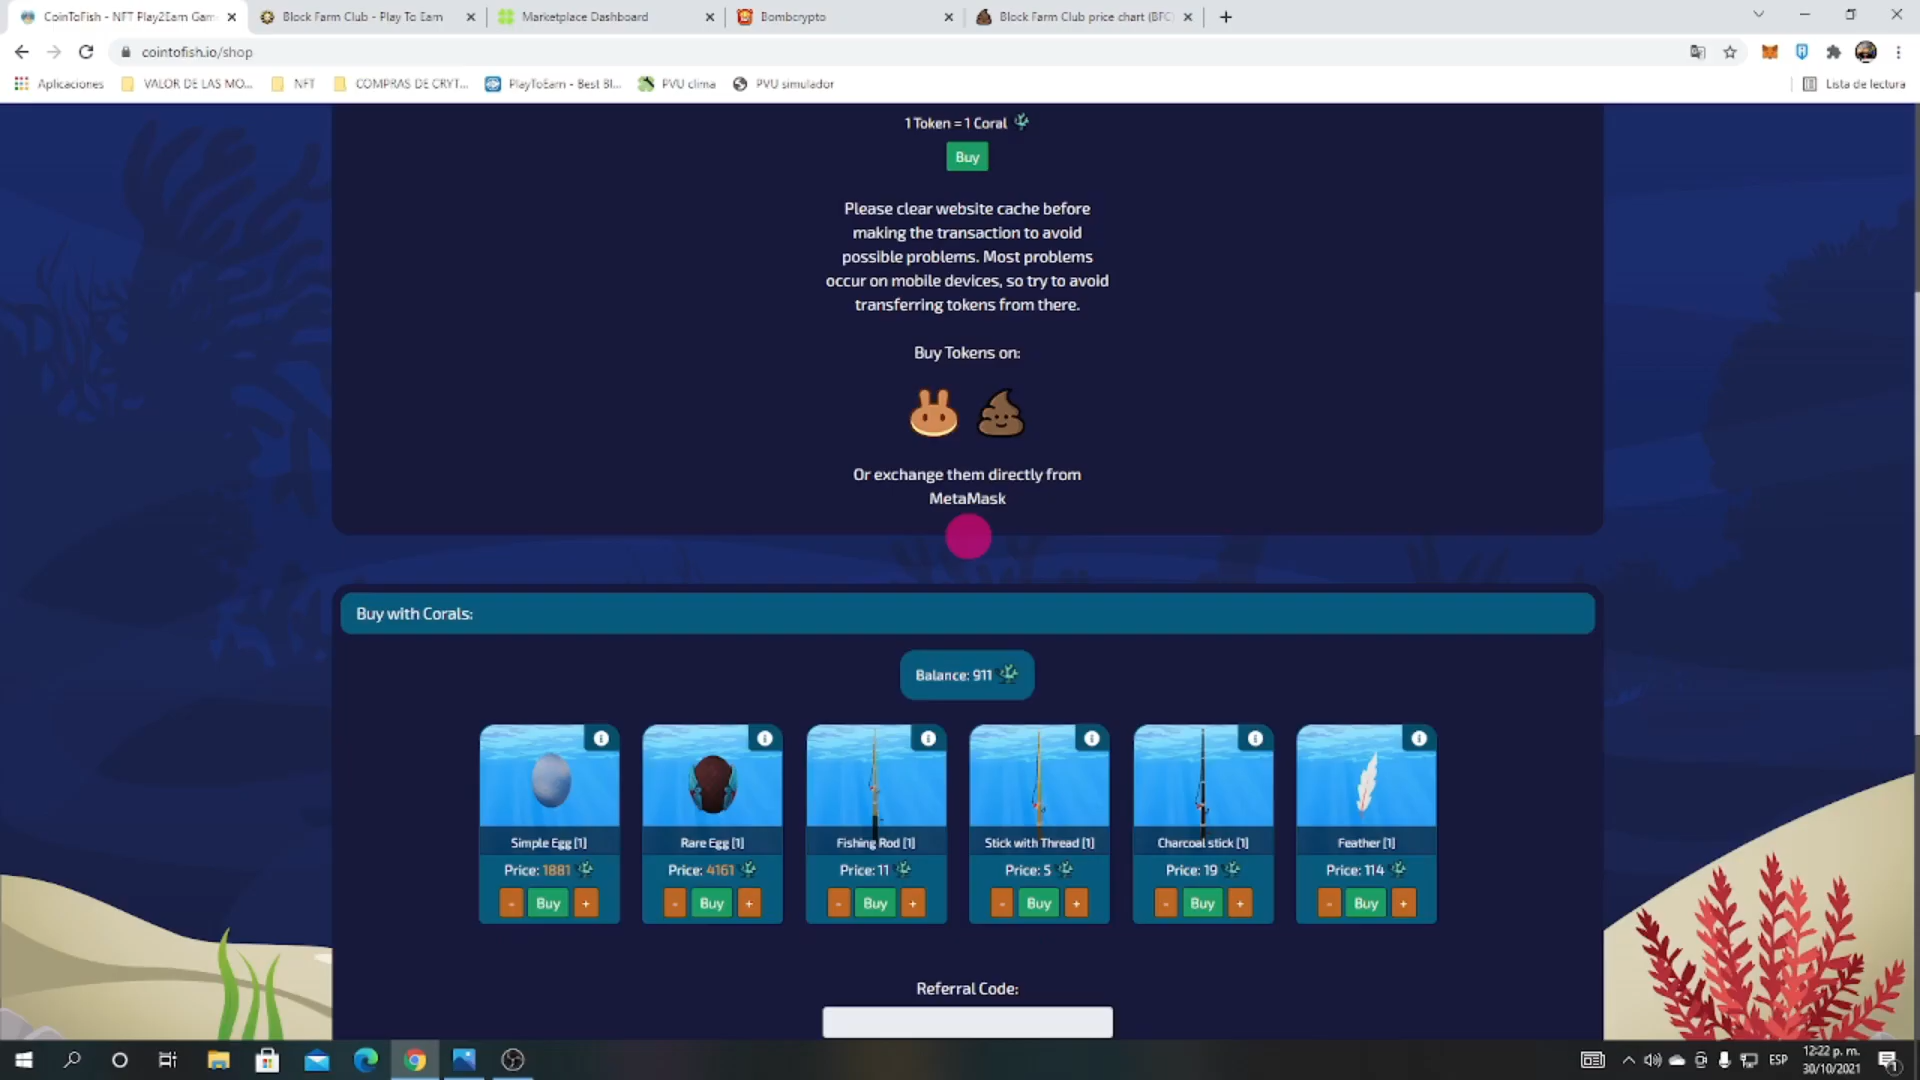 CoinToFish - NFT Play2Earn Gam
Block Farm Club - Play To Earn
Marketplace Dashboard
Bombcrypto
Block Farm Club price chart (BFC)
cointofish.io/shop
Aplicaciones
VALOR DE LAS MO...
NFT
COMPRAS DE CRYT...
PlayToEarn - Best Bl...
PVU clima
PVU simulador
Lista de lectura
1 Token = 1 Coral
Buy
Please clear website cache before
making the transaction to avoid
possible problems. Most problems
occur on mobile devices, so try to avoid
transferring tokens from there.
Buy Tokens on:
Or exchange them directly from
MetaMask
Buy with Corals:
Balance: 911
Simple Egg [1]
Rare Egg [1]
Fishing Rod [1]
Stick with Thread [1]
Charcoal stick [1]
Feather [1]
Price: 1881
Price: 4161
Price: 11
Price: 5
Price: 19
Price: 114
- Buy +
- Buy +
- Buy +
- Buy +
- Buy +
- Buy +
Referral Code:
ESP
12:22 p. m.
30/10/2021
1